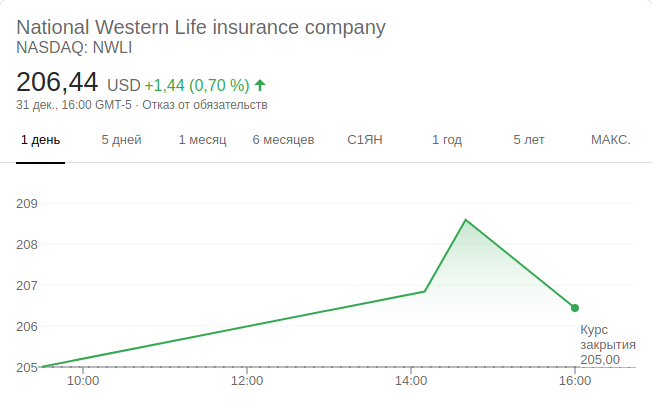 National Western Life insurance company
NASDAQ: NWLI
206,44 USD +1,44 (0,70 %)
31 дек., 16:00 GMT-5 · Отказ от обязательств
1 день 5 дней 1 месяц 6 месяцев С1ЯН 1 год 5 лет МАКС.
209
208
207
206
205
Курс
закрытия
205,00
10:00 12:00 14:00 16:00